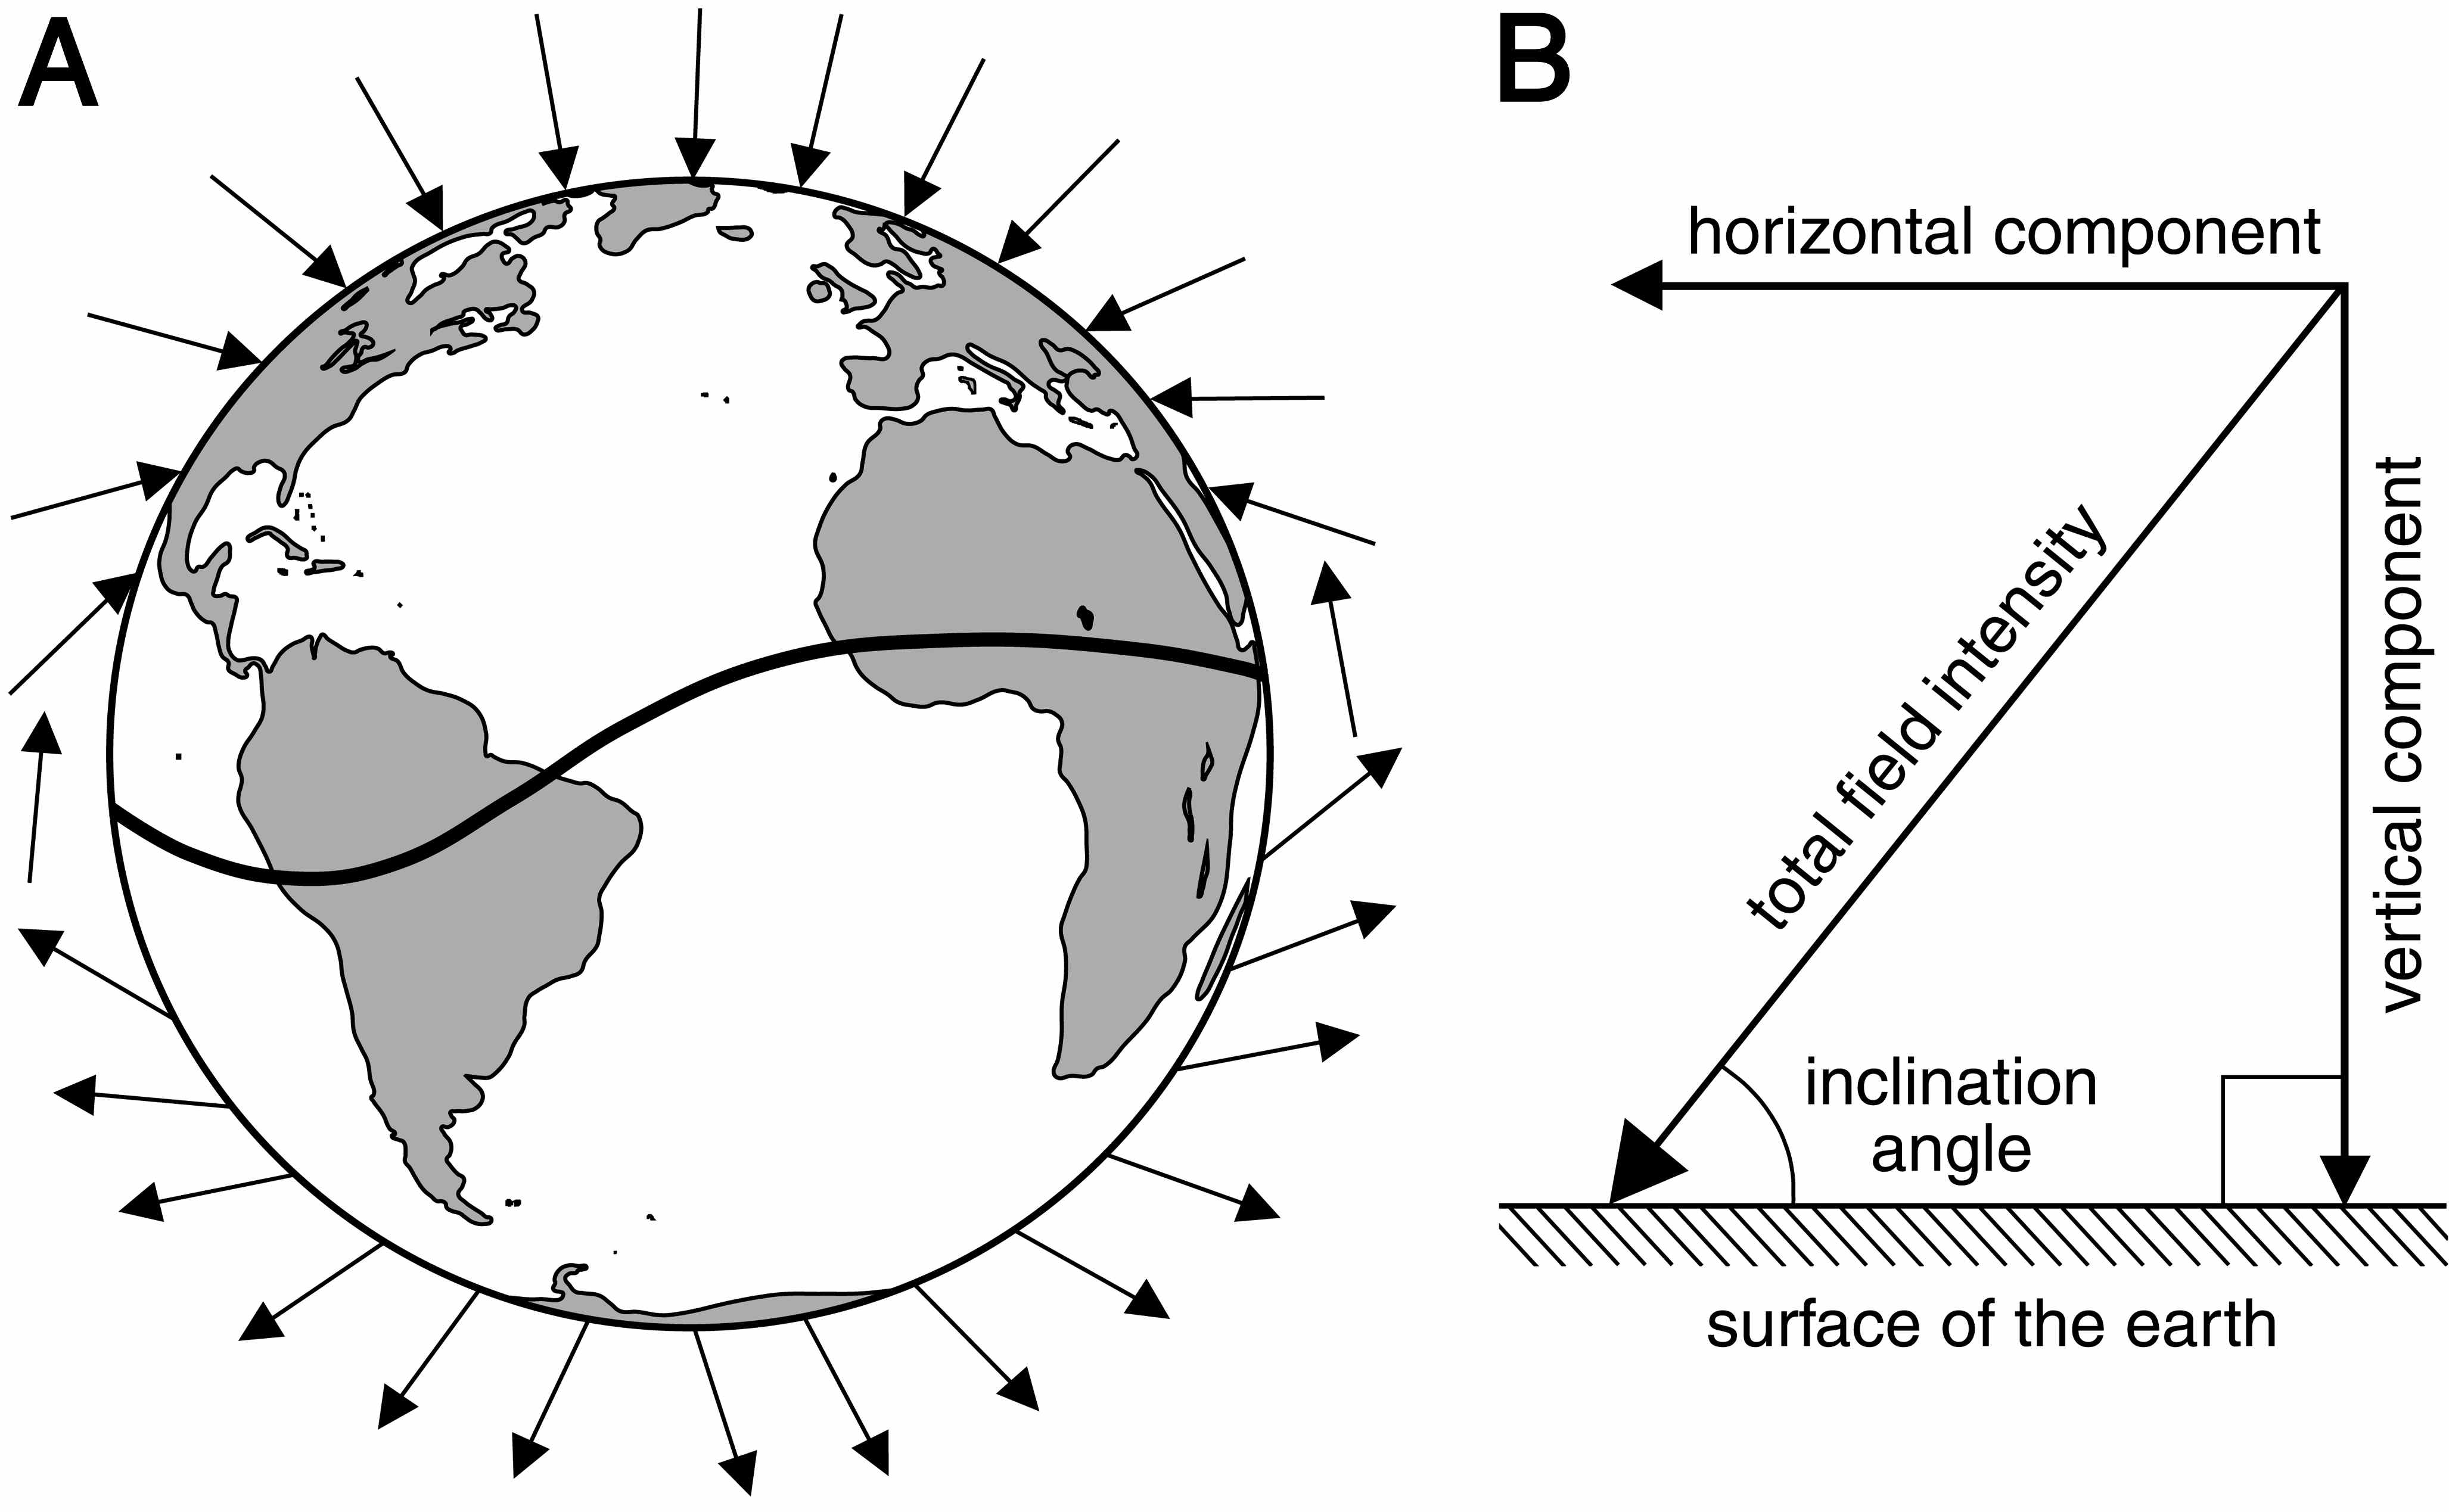 A
B
horizontal component
total field intensity
vertical component
inclination
angle
surface of the earth